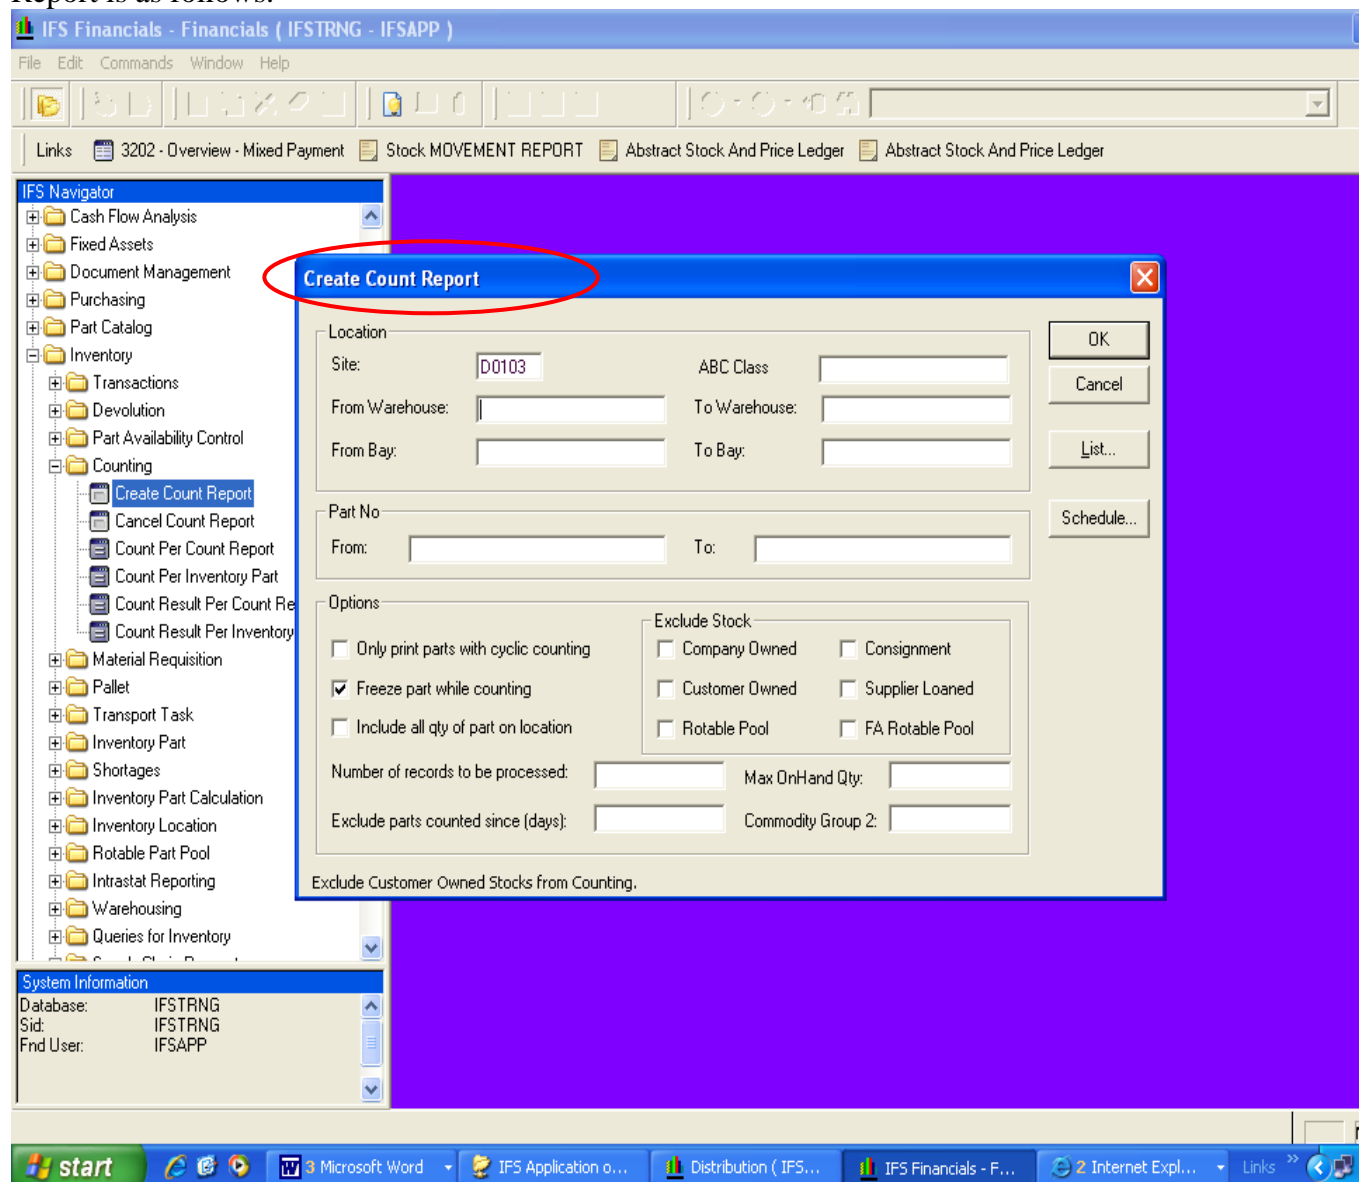 Report is as follows.
IFS Financials - Financials ( IFSTRNG - IFSAPP )
File Edit Commands Window Help
Links 3202 - Overview - Mixed Payment Stock MOVEMENT REPORT Abstract Stock And Price Ledger Abstract Stock And Price Ledger
IFS Navigator
Cash Flow Analysis
Fixed Assets
Document Management
Purchasing
Part Catalog
Inventory
Transactions
Devolution
Part Availability Control
Counting
Create Count Report
Cancel Count Report
Count Per Count Report
Count Per Inventory Part
Count Result Per Count Re
Count Result Per Inventory
Material Requisition
Pallet
Transport Task
Inventory Part
Shortages
Inventory Part Calculation
Inventory Location
Rotable Part Pool
Intrastat Reporting
Warehousing
Queries for Inventory
Create Count Report
Location
Site: D0103 ABC Class
From Warehouse: To Warehouse:
From Bay: To Bay:
Part No
From: To:
Options
Exclude Stock
Only print parts with cyclic counting Company Owned Consignment
Freeze part while counting Customer Owned Supplier Loaned
Include all qty of part on location Rotable Pool FA Rotable Pool
Number of records to be processed: Max OnHand Qty:
Exclude parts counted since (days): Commodity Group 2:
Exclude Customer Owned Stocks from Counting.
OK
Cancel
List...
Schedule...
System Information
Database: IFSTRNG
Sid: IFSTRNG
Fnd User: IFSAPP
start 3 Microsoft Word IFS Application o... Distribution ( IFS... IFS Financials - F... 2 Internet Expl... Links